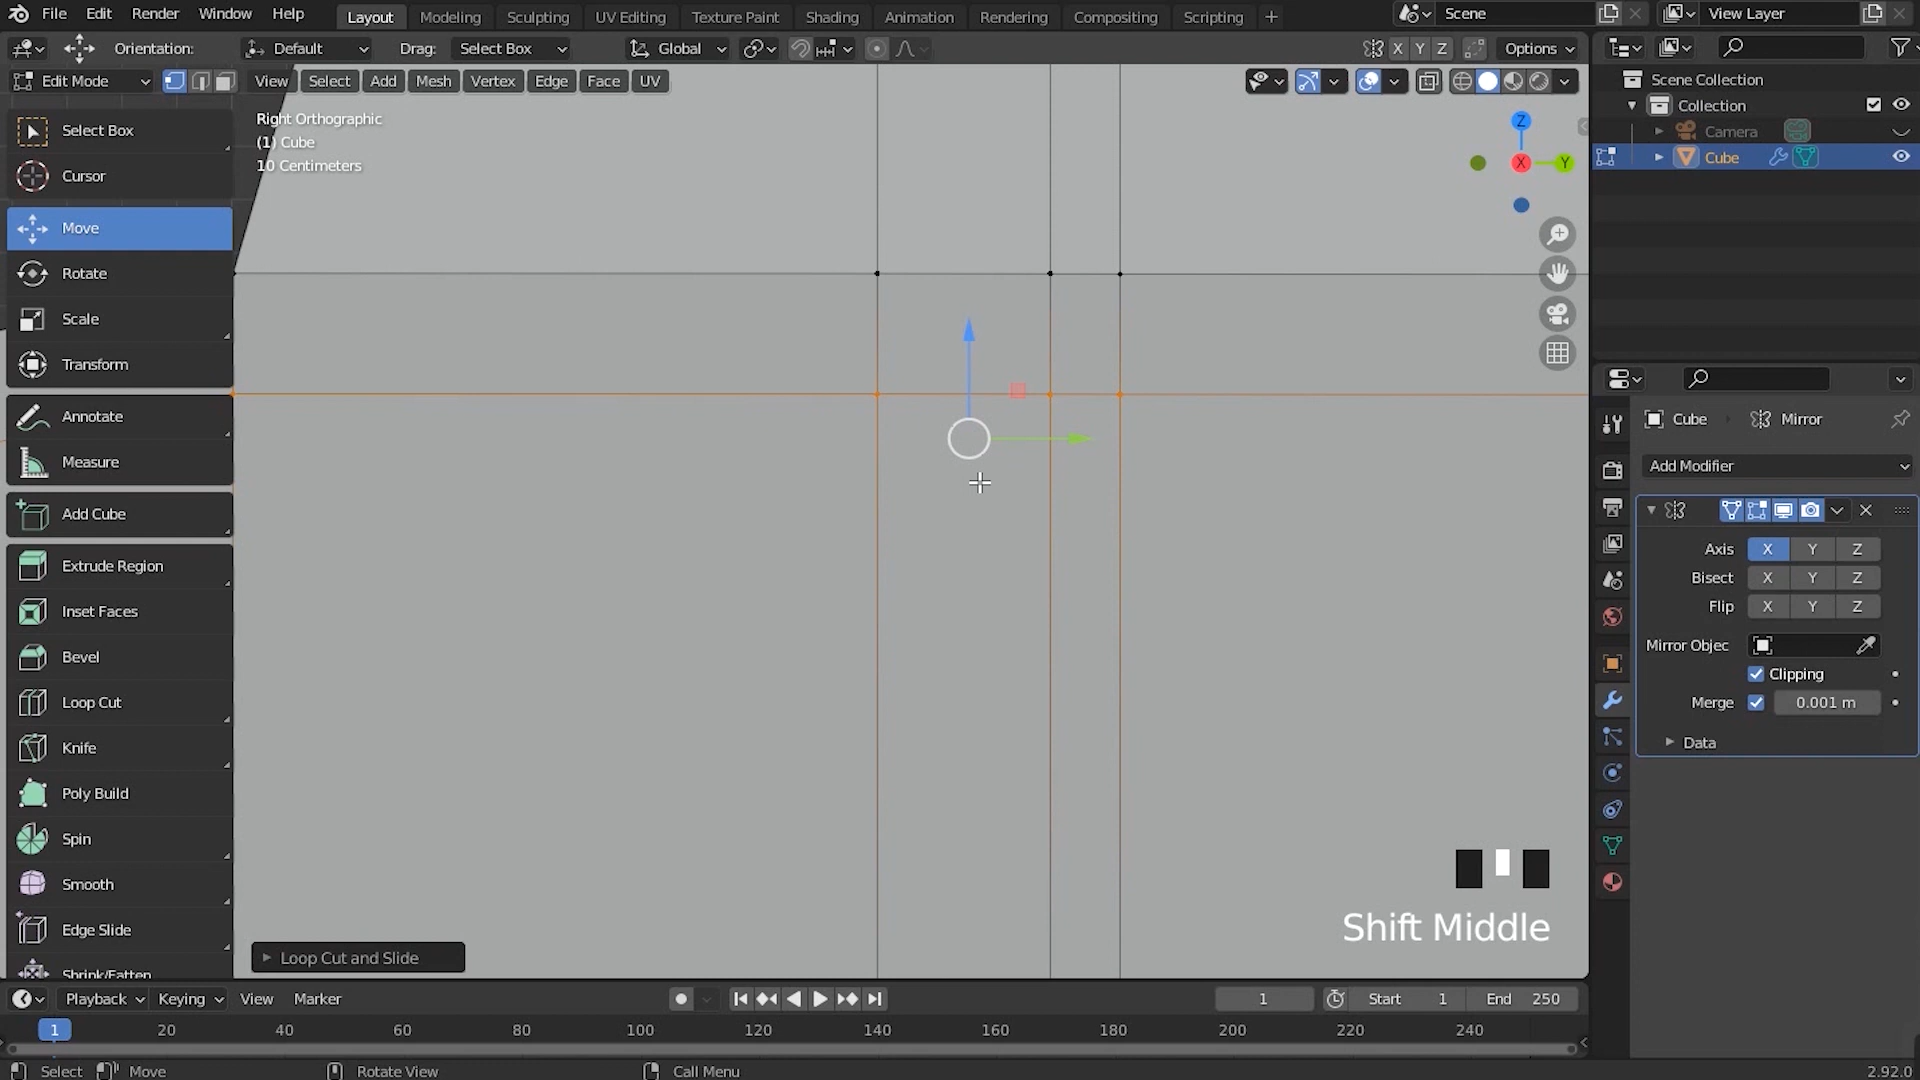 File Edit Render Window Help
Layout Modeling Sculpting UV Editing Texture Paint Shading Animation Rendering Compositing Scripting +
Scene
View Layer
Orientation: Default Drag: Select Box Global X Y Z Options
Edit Mode View Select Add Mesh Vertex Edge Face UV
Right Orthographic
(1) Cube
10 Centimeters
Z
X
Y
Select Box
Cursor
Move
Rotate
Scale
Transform
Annotate
Measure
Add Cube
Extrude Region
Inset Faces
Bevel
Loop Cut
Knife
Poly Build
Spin
Smooth
Edge Slide
Shrink/Fatten
Scene Collection
Collection
Camera
Cube
Cube Mirror
Add Modifier
Axis X Y Z
Bisect X Y Z
Flip X Y Z
Mirror Objec
Clipping
Merge 0.001 m
Data
Shift Middle
Loop Cut and Slide
Playback Keying View Marker 1 Start 1 End 250
1 20 40 60 80 100 120 140 160 180 200 220 240
Select Move Rotate View Call Menu 2.92.0